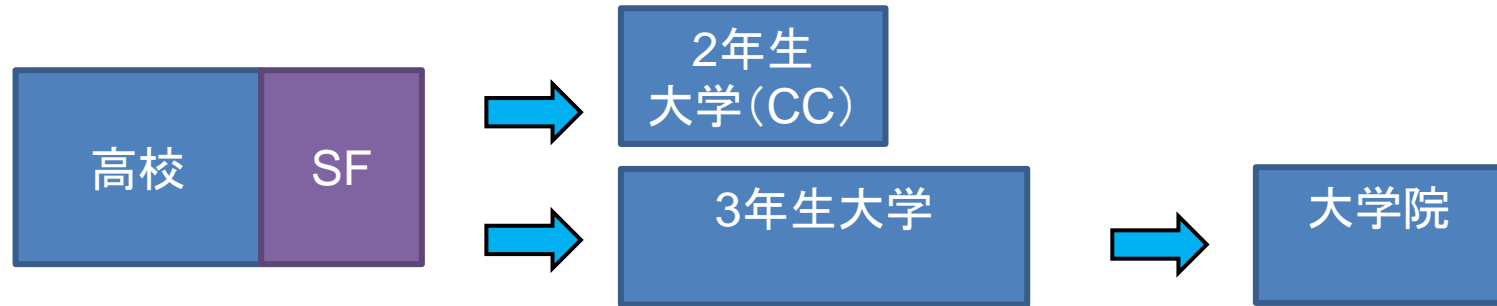 高校
SF
2年生
大学（CC）
3年生大学
大学院